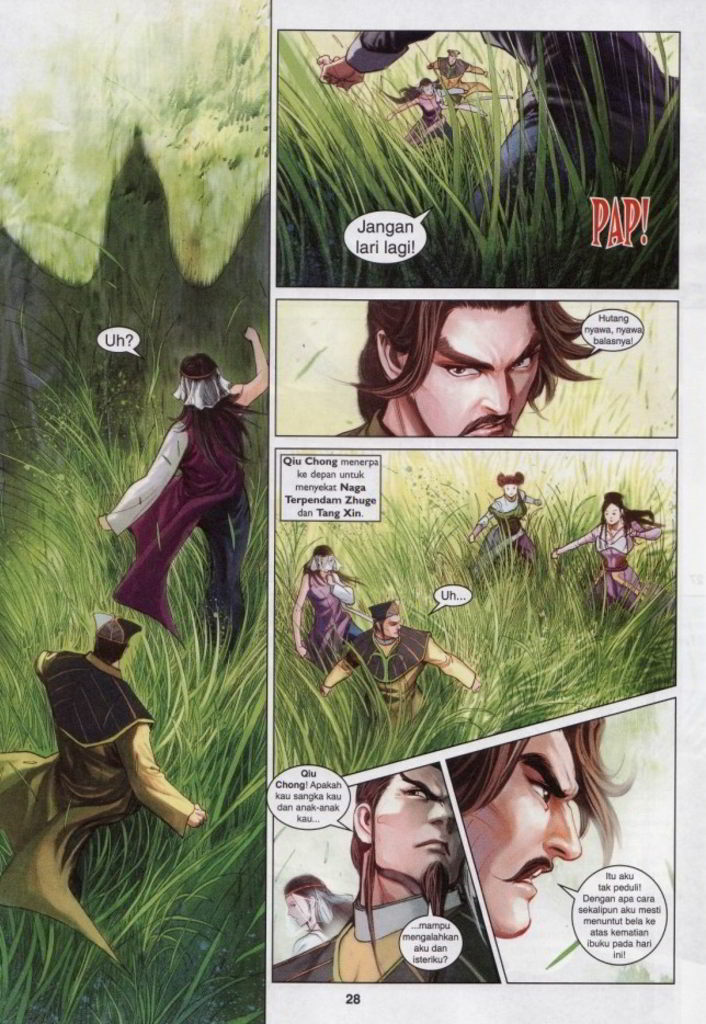 Uh?
Jangan
lari lagi!
PAP!
Hutang
nyawa, nyawa
balasnya!
Qiu Chong menerpa
ke depan untuk
menyekat Naga
Terpendam Zhuge
dan Tang Xin.
Uh...
Qiu
Chong! Apakah
kau sangka kau
dan anak-anak
kau...
...mampu
mengalahkan
aku dan
isteriku?
Itu aku
tak peduli!
Dengan apa cara
sekalipun aku mesti
menuntut bela ke
atas kematian
ibuku pada hari
ini!
28